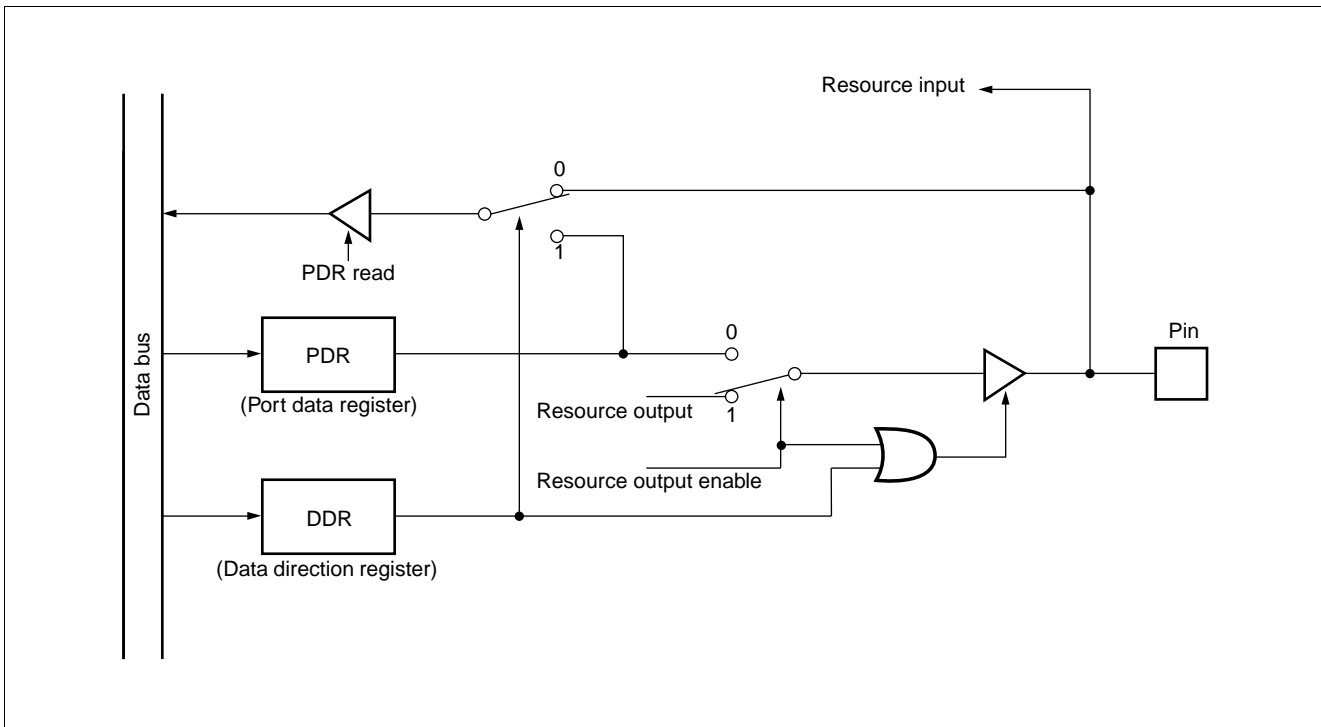 Resource input
0
1
PDR read
Data bus
PDR
(Port data register)
0
Pin
Resource output
1
Resource output enable
DDR
(Data direction register)